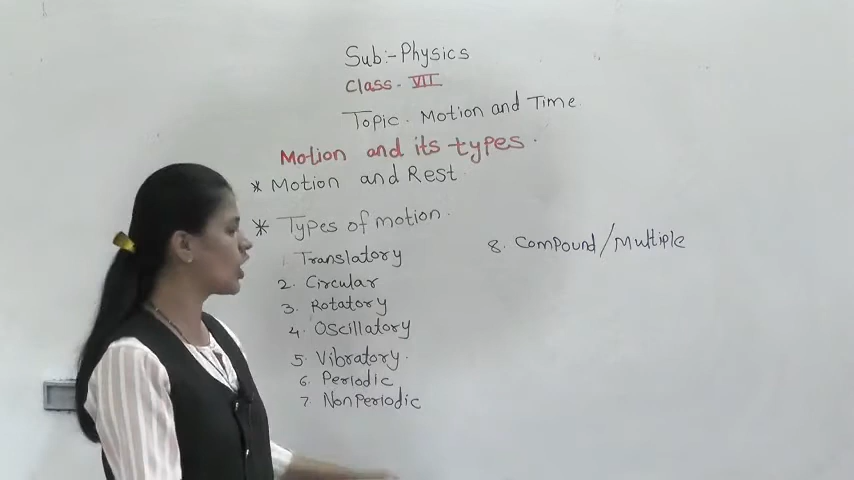 Sub:- Physics
Class - VII
Topic. Motion and Time
Motion and its types.
* Motion and Rest
* Types of motion.
1. Translatory
2. Circular
3. Rotatory
4. Oscillatory
5. Vibratory.
6. Periodic
7. NonPeriodic
8. Compound/Multiple